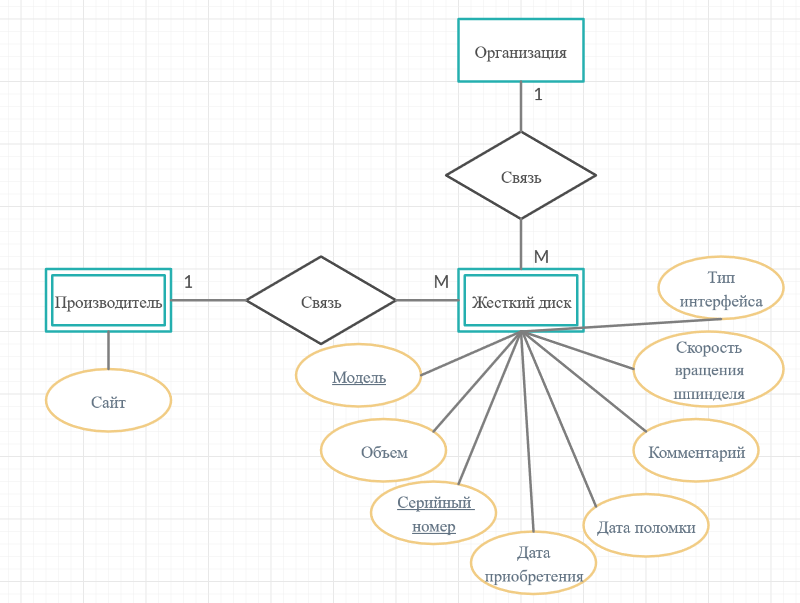 Организация
1
Связь
M
Производитель
1
Связь
M
Жесткий диск
Тип
интерфейса
Скорость
вращения
шпинделя
Модель
Сайт
Объем
Комментарий
Серийный
номер
Дата поломки
Дата
приобретения